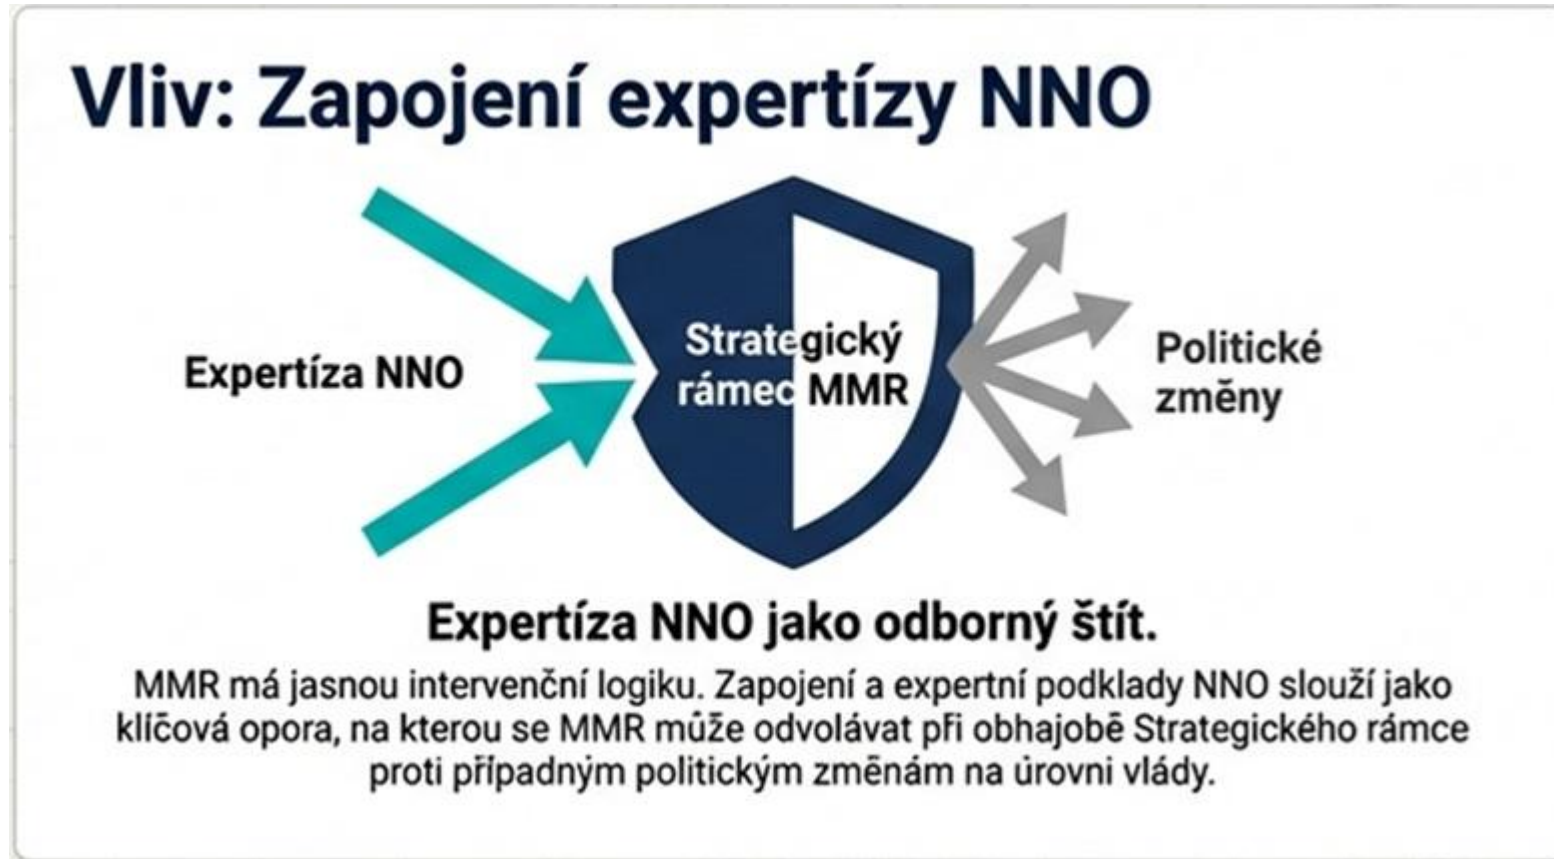 Vliv: Zapojení expertízy NNO
Expertíza NNO
Strategický
rámec MMR
Politické
změny
Expertíza NNO jako odborný štít.
MMR má jasnou intervenční logiku. Zapojení a expertní podklady NNO slouží jako
klíčová opora, na kterou se MMR může odvolávat při obhajobě Strategického rámce
proti případným politickým změnám na úrovni vlády.